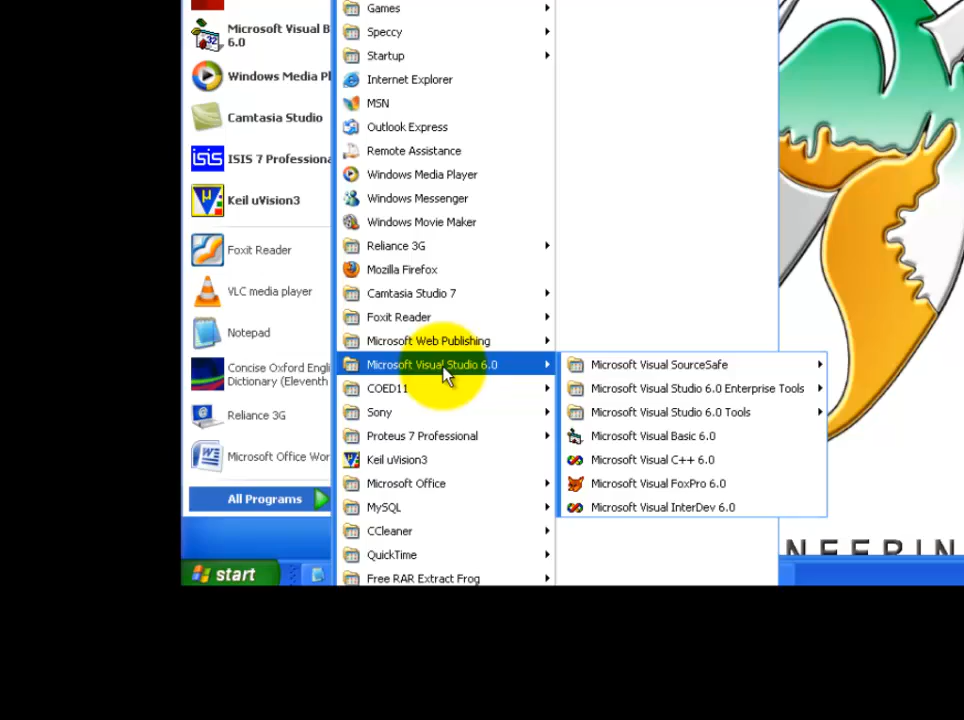 Microsoft Visual B
6.0
Windows Media Pl
Camtasia Studio
ISIS 7 Professiona
Keil uVision3
Foxit Reader
VLC media player
Notepad
Concise Oxford Engli
Dictionary (Eleventh
Reliance 3G
Microsoft Office Wor
All Programs
start
Games
Speccy
Startup
Internet Explorer
MSN
Outlook Express
Remote Assistance
Windows Media Player
Windows Messenger
Windows Movie Maker
Reliance 3G
Mozilla Firefox
Camtasia Studio 7
Foxit Reader
Microsoft Web Publishing
Microsoft Visual Studio 6.0
COED11
Sony
Proteus 7 Professional
Keil uVision3
Microsoft Office
MySQL
CCleaner
QuickTime
Free RAR Extract Frog
Microsoft Visual SourceSafe
Microsoft Visual Studio 6.0 Enterprise Tools
Microsoft Visual Studio 6.0 Tools
Microsoft Visual Basic 6.0
Microsoft Visual C++ 6.0
Microsoft Visual FoxPro 6.0
Microsoft Visual InterDev 6.0
NEERIN
isis
32
µ